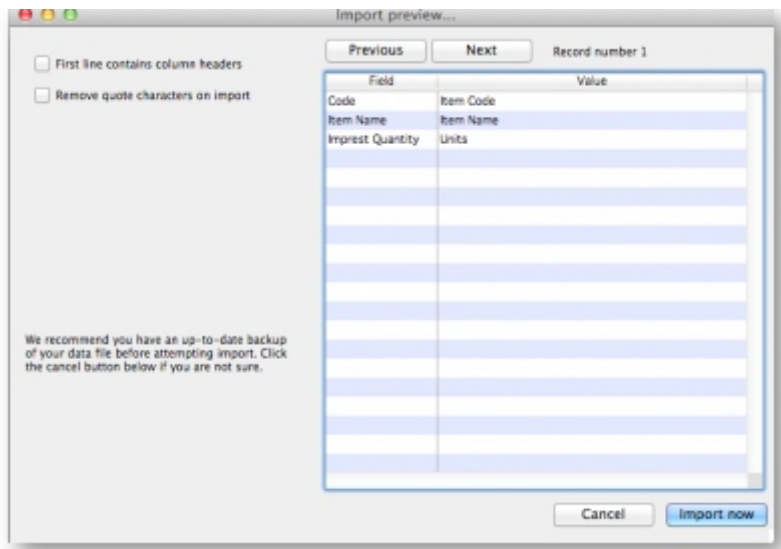 Import preview...
Previous
Next
Record number 1
First line contains column headers
Remove quote characters on import
Field
Value
Code
Item Code
Item Name
Item Name
Imprest Quantity
Units
We recommend you have an up-to-date backup
of your data file before attempting import. Click
the cancel button below if you are not sure.
Cancel
Import now